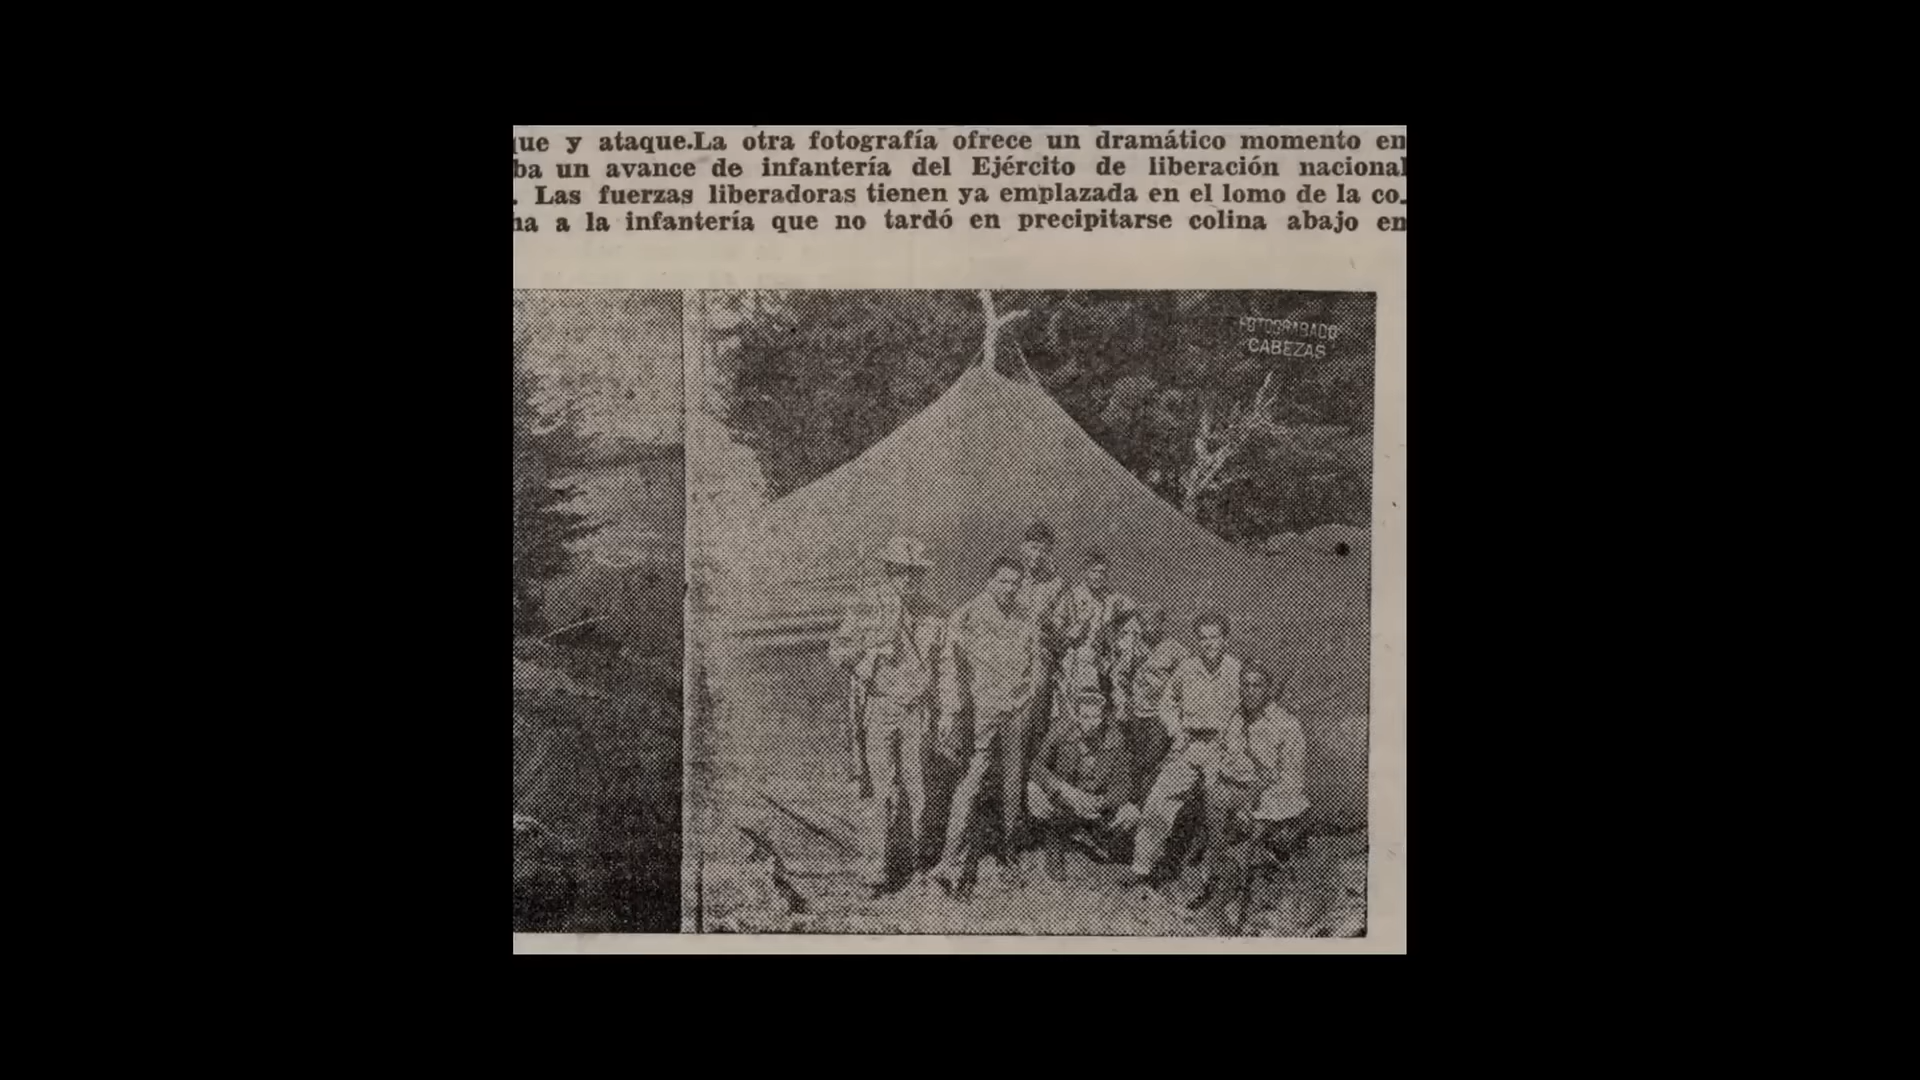 ue y ataque.La otra fotografía ofrece un dramático momento en
ba un avance de infantería del Ejército de liberación nacional
. Las fuerzas liberadoras tienen ya emplazada en el lomo de la co-
na a la infantería que no tardó en precipitarse colina abajo en
FOTOGRABADO
CABEZAS